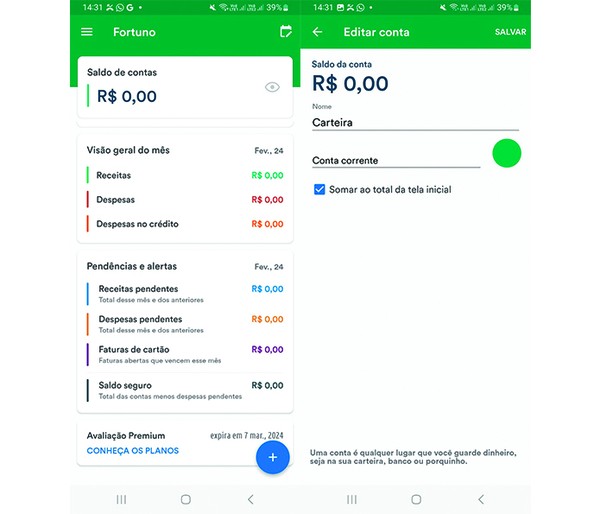 14:31 G • 39%
Fortuno
Saldo de contas
R$ 0,00
Visão geral do mês Fev., 24
Receitas R$ 0,00
Despesas R$ 0,00
Despesas no crédito R$ 0,00
Pendências e alertas Fev., 24
Receitas pendentes R$ 0,00
Total desse mês e dos anteriores
Despesas pendentes R$ 0,00
Total desse mês e dos anteriores
Faturas de cartão R$ 0,00
Faturas abertas que vencem esse mês
Saldo seguro R$ 0,00
Total das contas menos despesas pendentes
Avaliação Premium expira em 7 mar., 2024
CONHEÇA OS PLANOS
14:31 • 39%
Editar conta SALVAR
Saldo da conta
R$ 0,00
Nome
Carteira
Conta corrente
Somar ao total da tela inicial
Uma conta é qualquer lugar que você guarde dinheiro,
seja na sua carteira, banco ou porquinho.